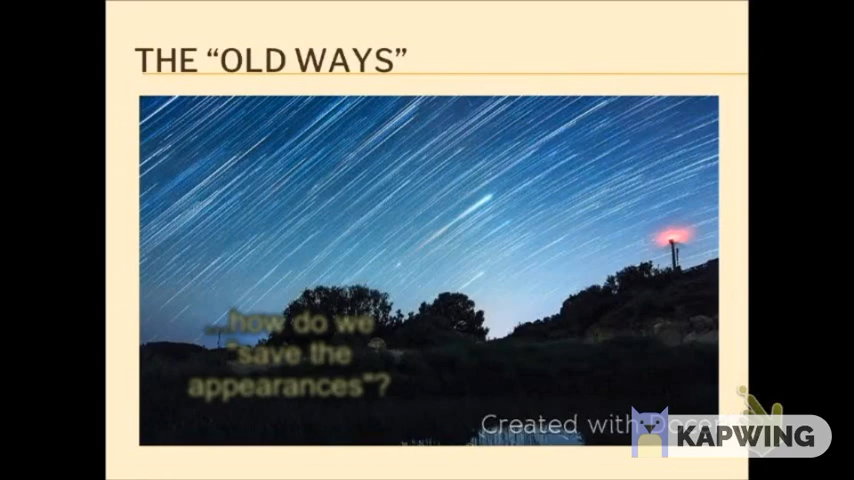 THE “OLD WAYS”
...how do we
"save the
appearances"?
Created with
KAPWING